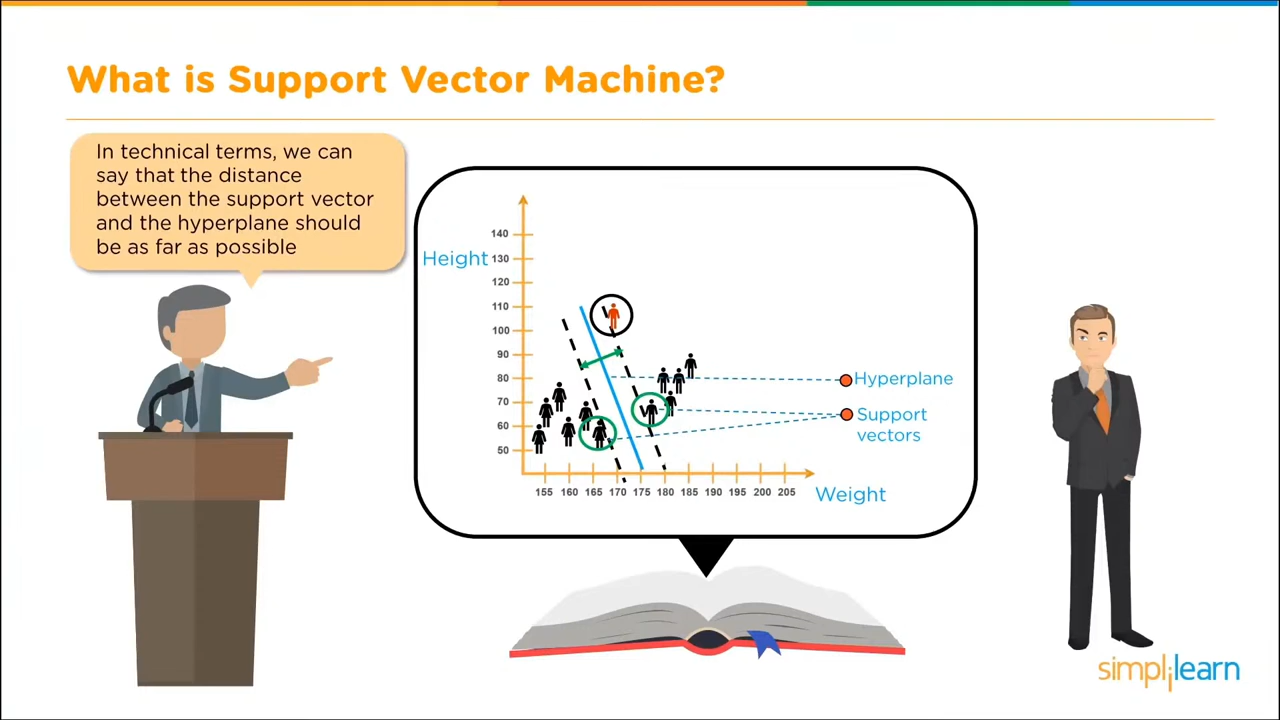 What is Support Vector Machine?
In technical terms, we can
say that the distance
between the support vector
and the hyperplane should
be as far as possible
Height
140
130
120
110
100
90
80
70
60
50
155 160 165 170 175 180 185 190 195 200 205
Weight
Hyperplane
Support
vectors
simplilearn